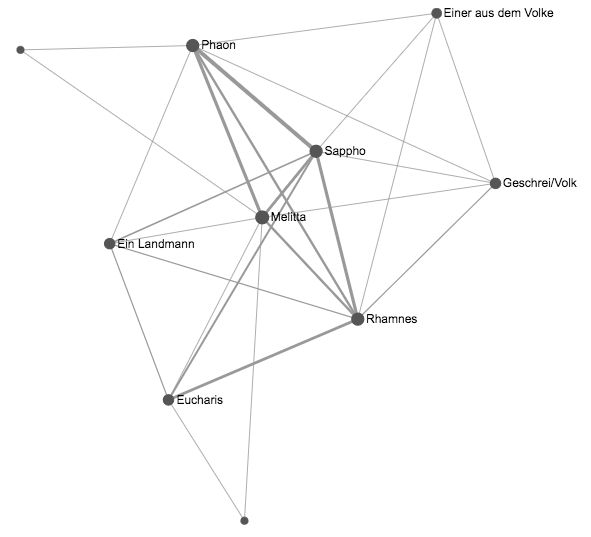 Einer aus dem Volke
Phaon
Sappho
Geschrei/Volk
Melitta
Ein Landmann
Rhamnes
Eucharis